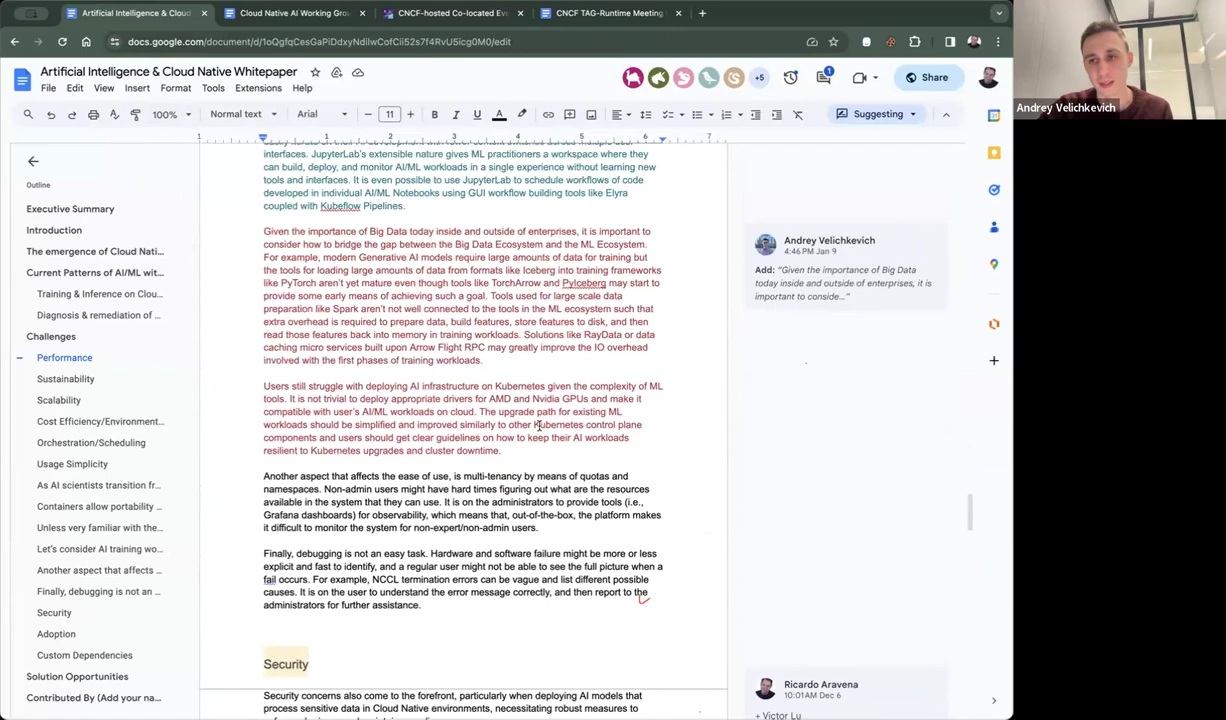 Artificial Intelligence & Cloud
Cloud Native AI Working Gro
CNCF-hosted Co-located Eve
CNCF TAG-Runtime Meeting
docs.google.com/document/d/
Artificial Intelligence & Cloud Native Whitepaper
File Edit View Insert Format Tools Extensions Help
+5
1
Share
100% Normal text Arial 11 B I U A Suggesting
1 1 2 3 4 5 6 7
Andrey Velichkevich
Outline
Executive Summary
Introduction
The emergence of Cloud Nati...
Current Patterns of AI/ML wit...
Training & Inference on Clou...
Diagnosis & remediation of ...
Challenges
Performance
Sustainability
Scalability
Cost Efficiency/Environment...
Orchestration/Scheduling
Usage Simplicity
As AI scientists transition fr...
Containers allow portability ...
Unless very familiar with the...
Let's consider AI training wo...
Another aspect that affects ...
Finally, debugging is not an ...
Security
Adoption
Custom Dependencies
Solution Opportunities
Contributed By (Add your na...
interfaces. JupyterLab's extensible nature gives ML practitioners a workspace where they
can build, deploy, and monitor AI/ML workloads in a single experience without learning new
tools and interfaces. It is even possible to use JupyterLab to schedule workflows of code
developed in individual AI/ML Notebooks using GUI workflow building tools like Elyra
coupled with Kubeflow Pipelines.
Given the importance of Big Data today inside and outside of enterprises, it is important to
consider how to bridge the gap between the Big Data Ecosystem and the ML Ecosystem.
For example, modern Generative AI models require large amounts of data for training but
the tools for loading large amounts of data from formats like Iceberg into training frameworks
like PyTorch aren't yet mature even though tools like TorchArrow and PyIceberg may start to
provide some early means of achieving such a goal. Tools used for large scale data
preparation like Spark aren't not well connected to the tools in the ML ecosystem such that
extra overhead is required to prepare data, build features, store features to disk, and then
read those features back into memory in training workloads. Solutions like RayData or data
caching micro services built upon Arrow Flight RPC may greatly improve the IO overhead
involved with the first phases of training workloads.
Users still struggle with deploying AI infrastructure on Kubernetes given the complexity of ML
tools. It is not trivial to deploy appropriate drivers for AMD and Nvidia GPUs and make it
compatible with user's AI/ML workloads on cloud. The upgrade path for existing ML
workloads should be simplified and improved similarly to other Kubernetes control plane
components and users should get clear guidelines on how to keep their AI workloads
resilient to Kubernetes upgrades and cluster downtime.
Another aspect that affects the ease of use, is multi-tenancy by means of quotas and
namespaces. Non-admin users might have hard times figuring out what are the resources
available in the system that they can use. It is on the administrators to provide tools (i.e.,
Grafana dashboards) for observability, which means that, out-of-the-box, the platform makes
it difficult to monitor the system for non-expert/non-admin users.
Finally, debugging is not an easy task. Hardware and software failure might be more or less
explicit and fast to identify, and a regular user might not be able to see the full picture when a
fail occurs. For example, NCCL termination errors can be vague and list different possible
causes. It is on the user to understand the error message correctly, and then report to the
administrators for further assistance.
Security
Security concerns also come to the forefront, particularly when deploying AI models that
process sensitive data in Cloud Native environments, necessitating robust measures to
Andrey Velichkevich
4:46 PM Jan 9
Add: "Given the importance of Big Data
today inside and outside of enterprises, it is
important to conside..."
Ricardo Aravena
10:01 AM Dec 6
+ Victor Lu